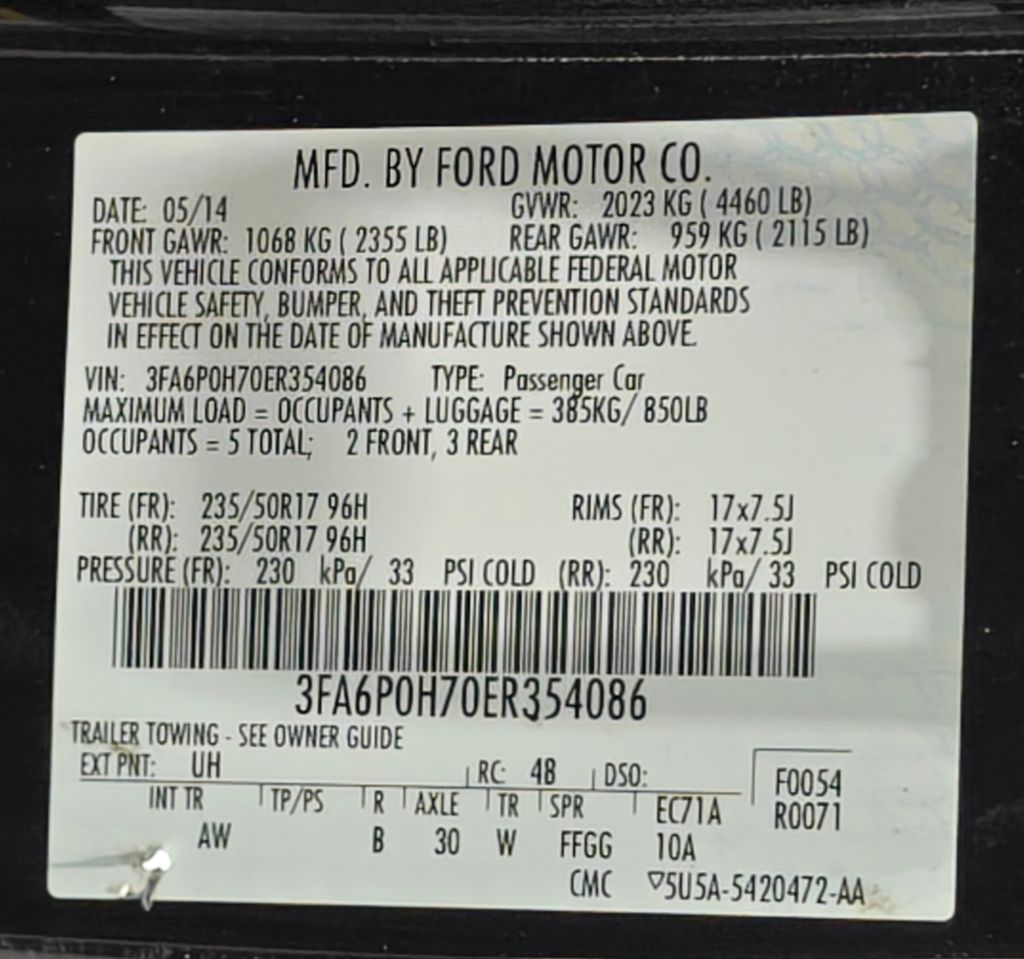 MFD. BY FORD MOTOR CO.
DATE: 05/14 GVWR: 2023 KG ( 4460 LB)
FRONT GAWR: 1068 KG ( 2355 LB) REAR GAWR: 959 KG ( 2115 LB)
THIS VEHICLE CONFORMS TO ALL APPLICABLE FEDERAL MOTOR
VEHICLE SAFETY, BUMPER, AND THEFT PREVENTION STANDARDS
IN EFFECT ON THE DATE OF MANUFACTURE SHOWN ABOVE.
VIN: 3FA6P0H70ER354086 TYPE: Passenger Car
MAXIMUM LOAD = OCCUPANTS + LUGGAGE = 385KG/ 850LB
OCCUPANTS = 5 TOTAL; 2 FRONT, 3 REAR
TIRE (FR): 235/50R17 96H RIMS (FR): 17x7.5J
(RR): 235/50R17 96H (RR): 17x7.5J
PRESSURE (FR): 230 kPa/ 33 PSI COLD (RR): 230 kPa/ 33 PSI COLD
3FA6P0H70ER354086
TRAILER TOWING - SEE OWNER GUIDE
EXT PNT: UH RC: 48 DSO: F0054
INT TR TP/PS R AXLE TR SPR EC71A R0071
AW B 30 W FFGG 10A
CMC ▽5U5A-5420472-AA